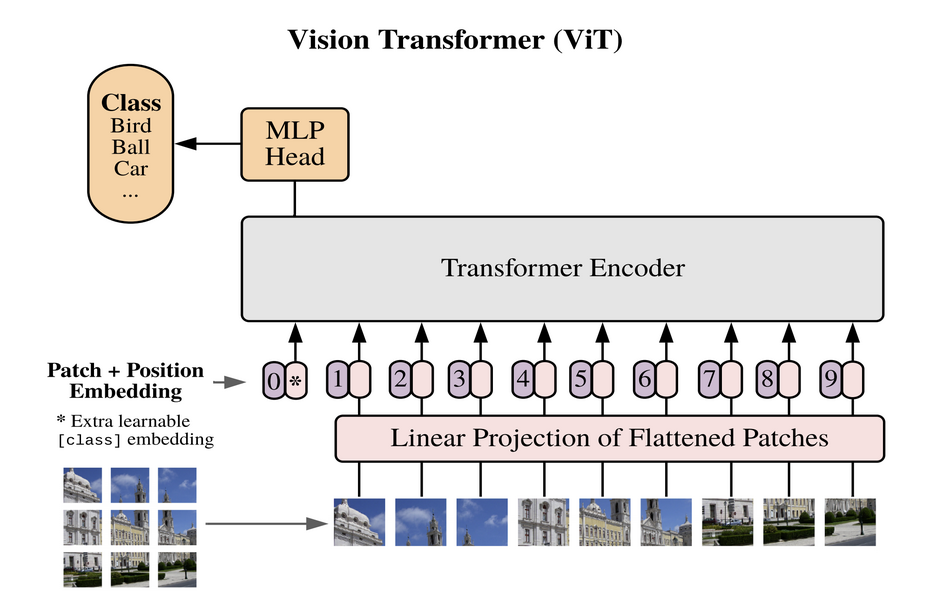 Vision Transformer (ViT)
Class
Bird
Ball
Car
...
MLP
Head
Transformer Encoder
Patch + Position
Embedding
* Extra learnable
[class] embedding
0 * 1 2 3 4 5 6 7 8 9
Linear Projection of Flattened Patches